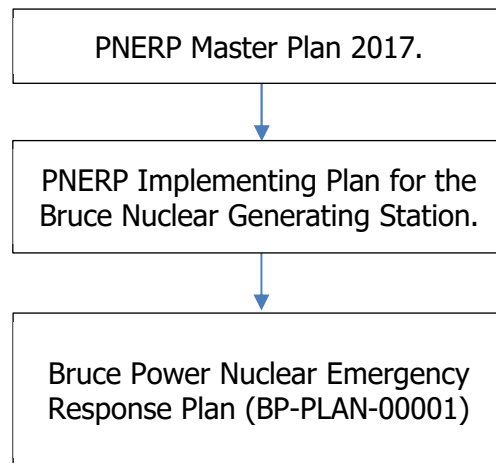 PNERP Master Plan 2017.
PNERP Implementing Plan for the
Bruce Nuclear Generating Station.
Bruce Power Nuclear Emergency
Response Plan (BP-PLAN-00001)